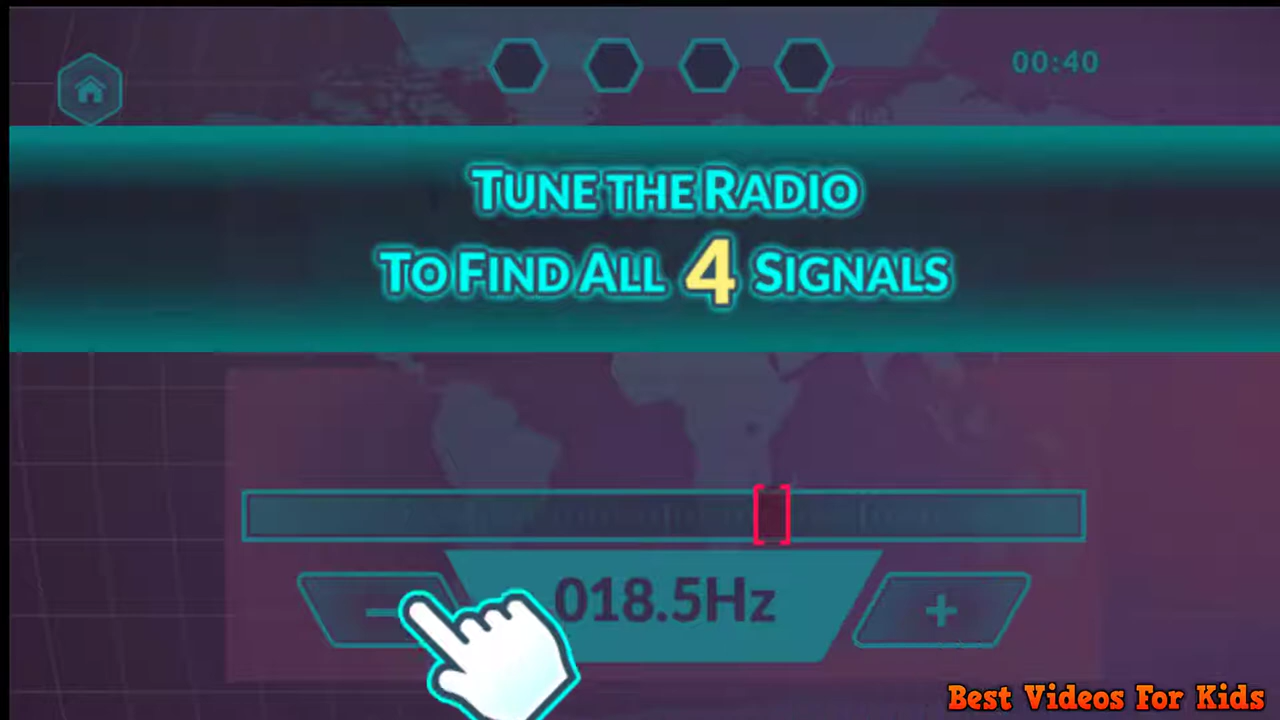 00:40
TUNE THE RADIO
TO FIND ALL 4 SIGNALS
018.5Hz
Best Videos For Kids